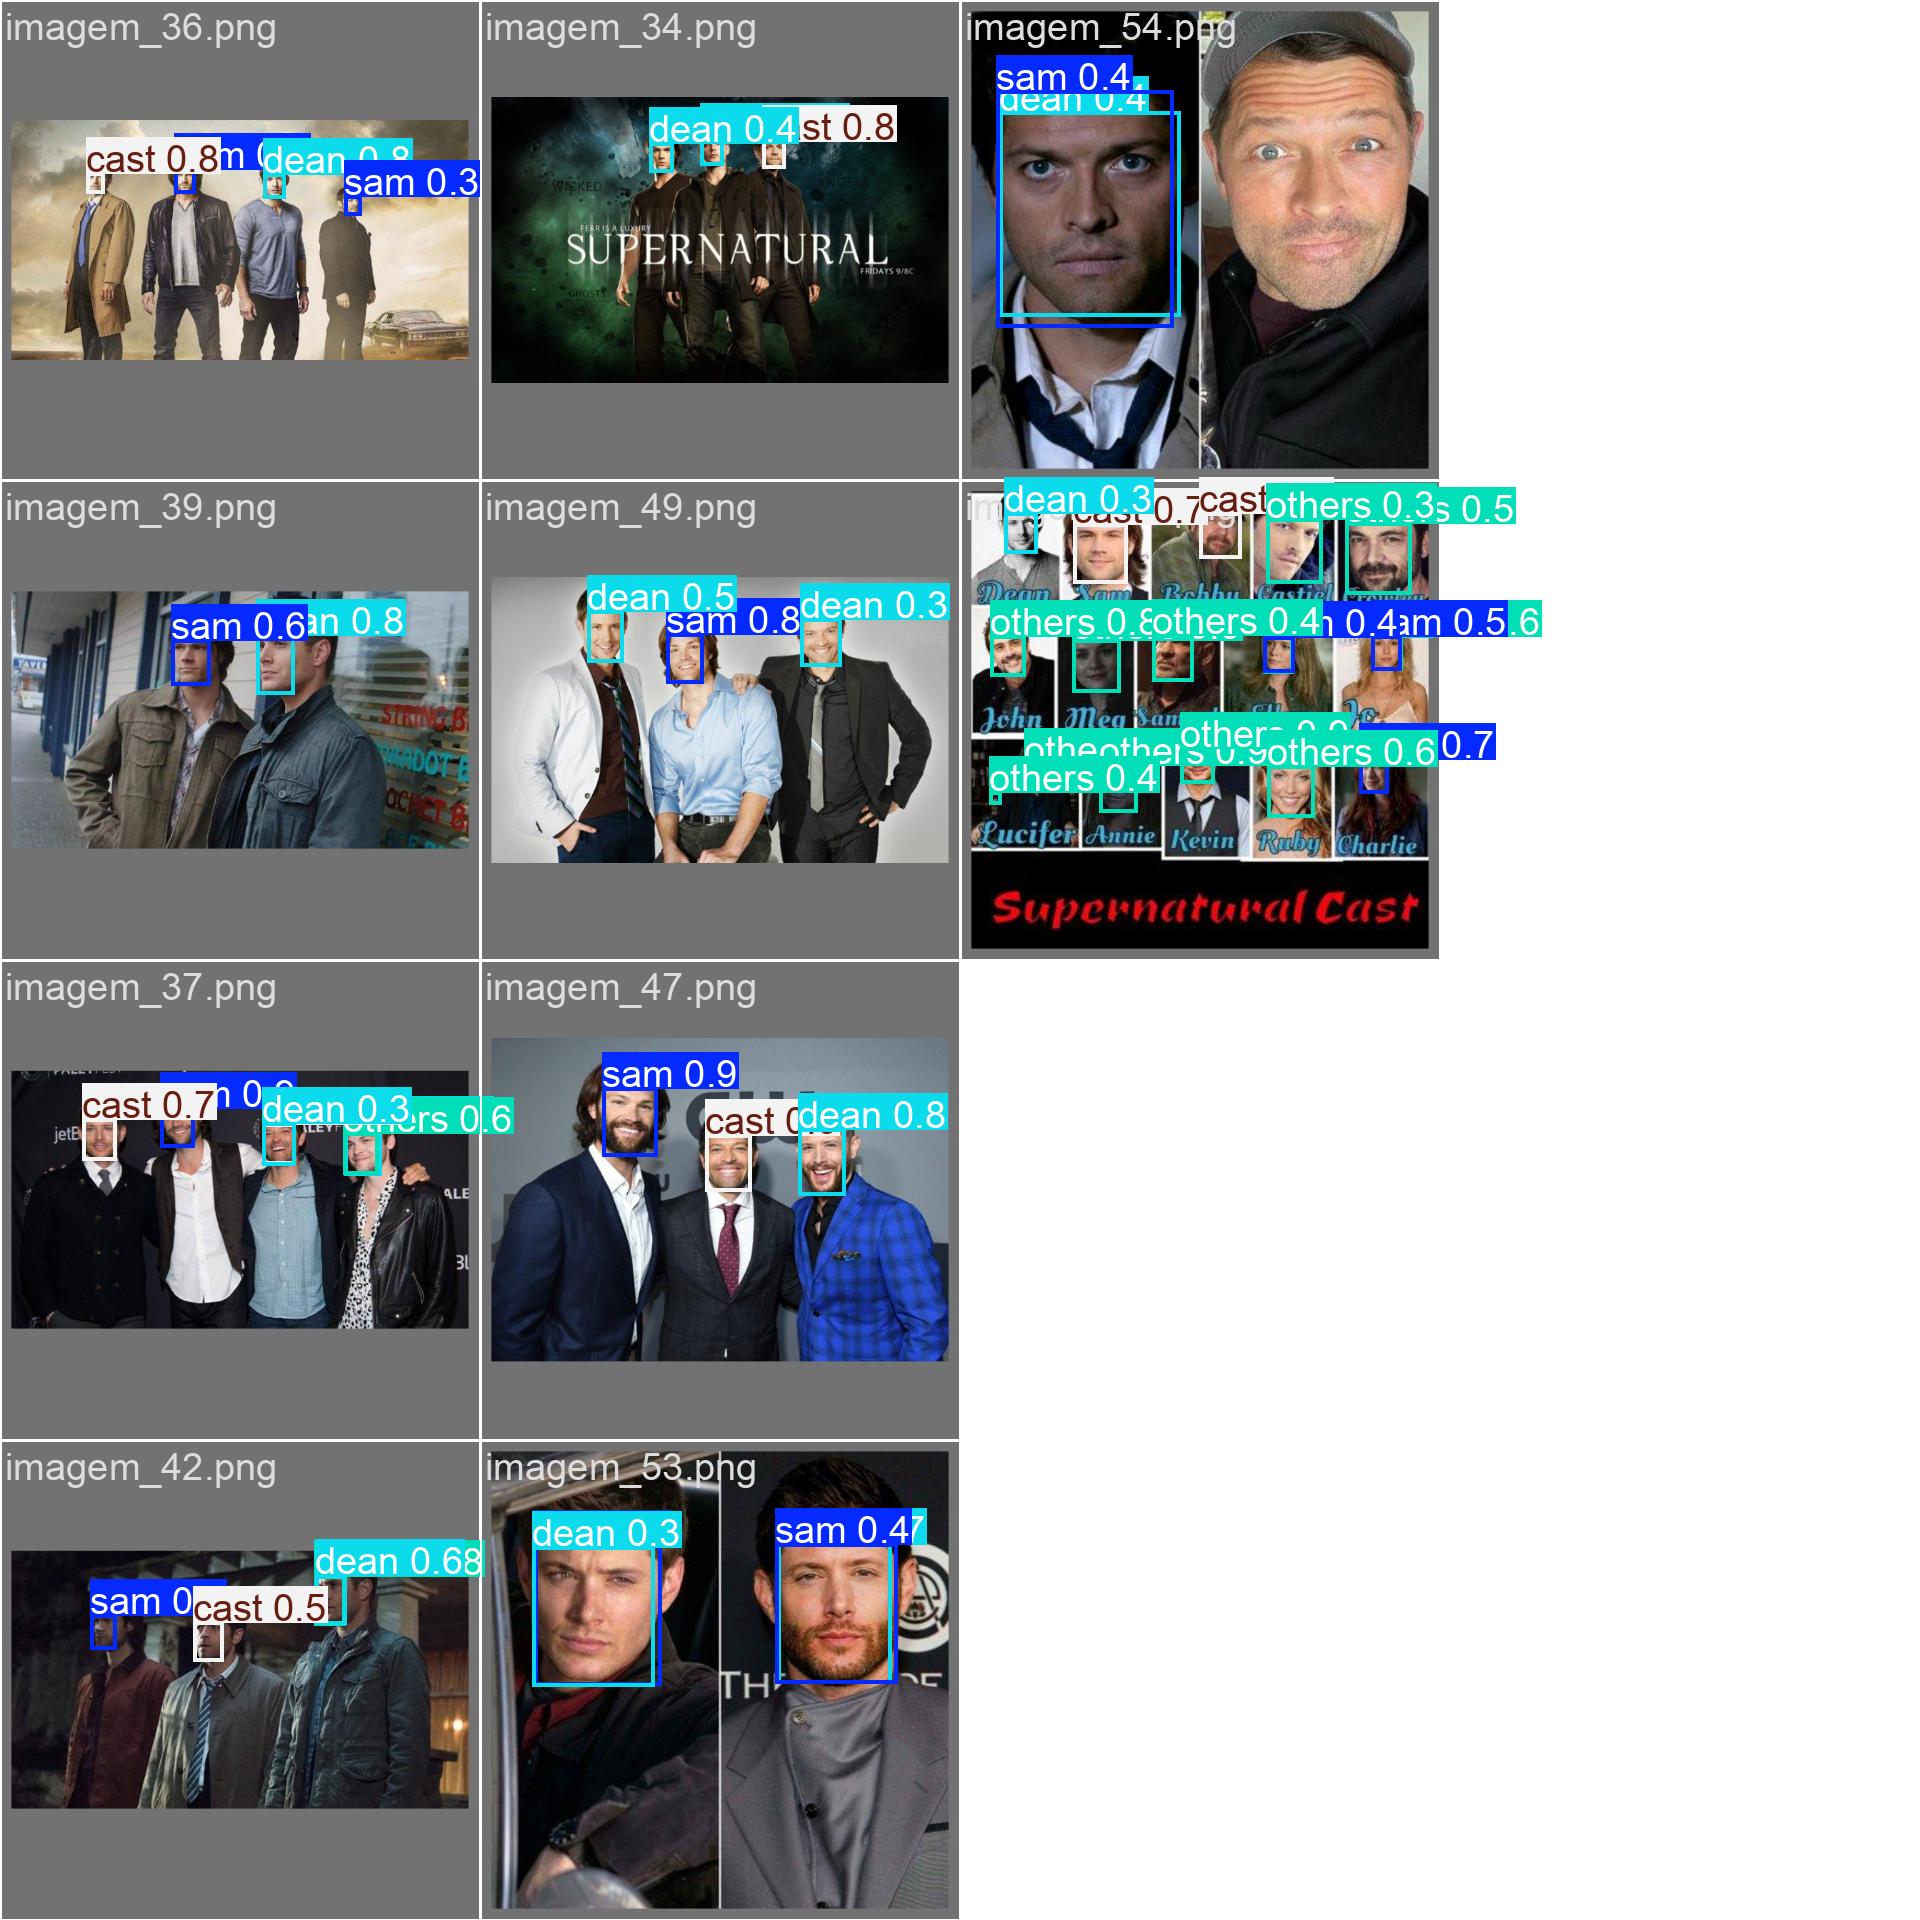 imagem_36.png
cast 0.8
dean 0.8
sam 0.3
imagem_34.png
dean 0.4
st 0.8
WICKED
ANGELS
FEAR IS A LUXURY
SUPERNATURAL
FRIDAYS 9/8C
GHOSTS
imagem_54.png
sam 0.4
dean 0.4
imagem_39.png
sam 0.6
an 0.8
STRING B
OCHET B
imagem_49.png
dean 0.5
sam 0.8
dean 0.3
dean 0.3
cast 0.7
cast
others 0.3
s 0.5
Dean
Sam
Bobby
Castiel
others 0.8
others 0.4
0.4
am 0.5
.6
John
Meg
Sam
Jo
others 0.9
others 0.6
0.7
others 0.4
Lucifer
Annie
Kevin
Ruby
Charlie
Supernatural Cast
imagem_37.png
cast 0.7
dean 0.3
ers 0.6
jetB
imagem_47.png
sam 0.9
cast 0.
dean 0.8
imagem_42.png
dean 0.68
sam 0
cast 0.5
imagem_53.png
dean 0.3
sam 0.4
7
TH